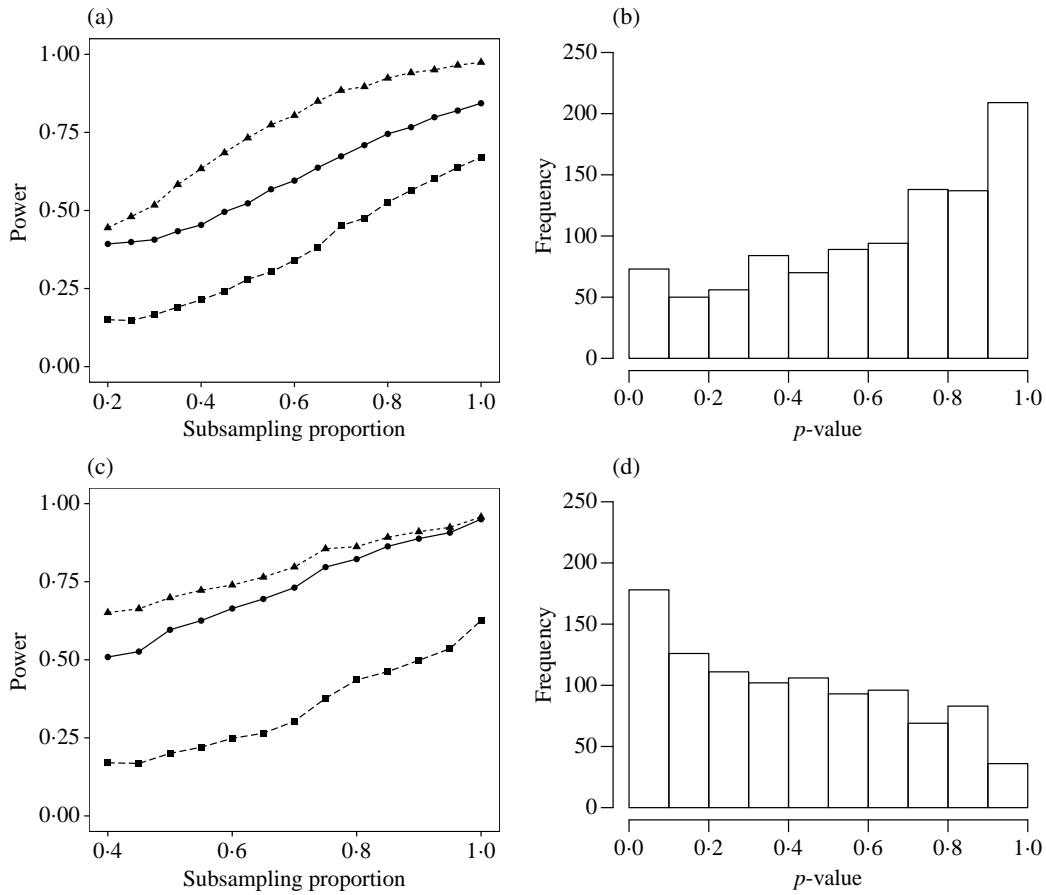 (a)
1·00
0·75
0·50
0·25
0·00
Power
0·2 0·4 0·6 0·8 1·0
Subsampling proportion
(b)
250
200
150
100
50
0
Frequency
0·0 0·2 0·4 0·6 0·8 1·0
p-value
(c)
1·00
0·75
0·50
0·25
0·00
Power
0·4 0·6 0·8 1·0
Subsampling proportion
(d)
250
200
150
100
50
0
Frequency
0·0 0·2 0·4 0·6 0·8 1·0
p-value